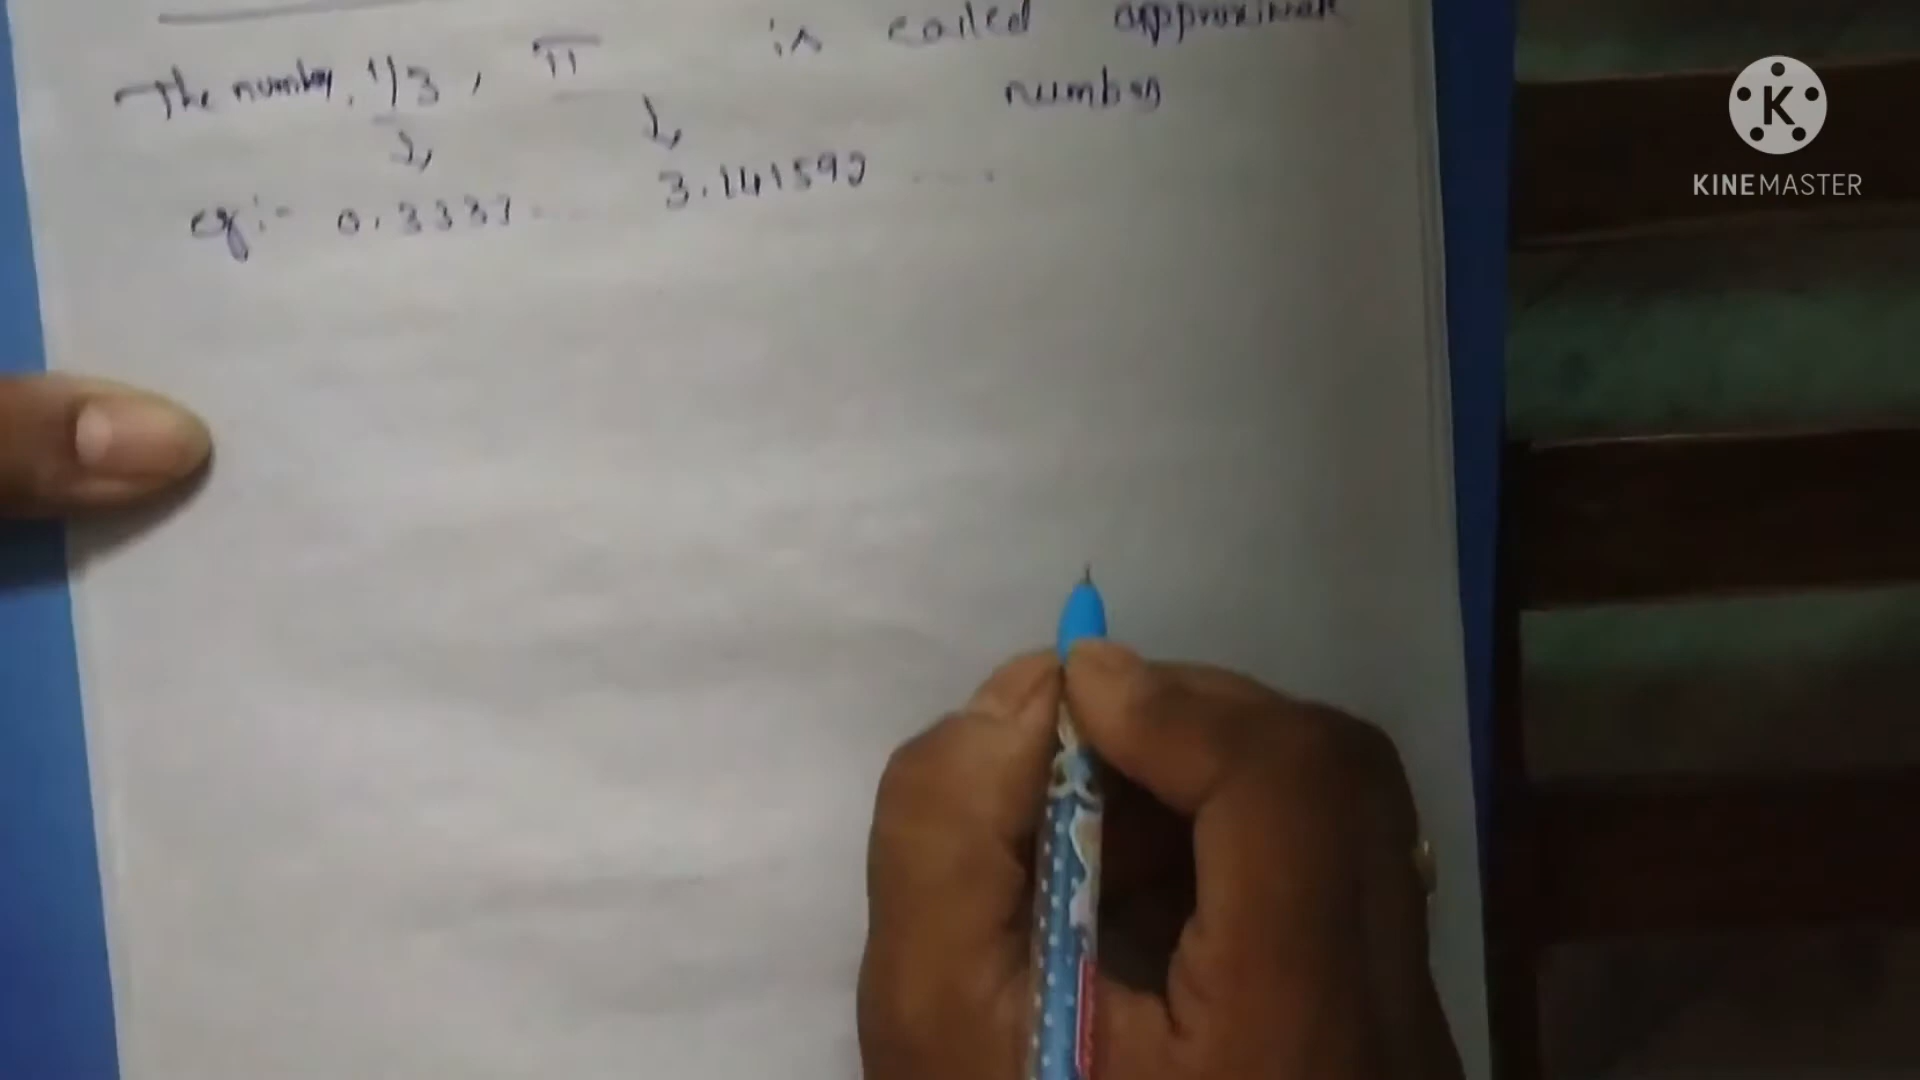 The number, 1/3, π is called approximate
number
eg:- 0.3333... 3.141592 ....
KINEMASTER